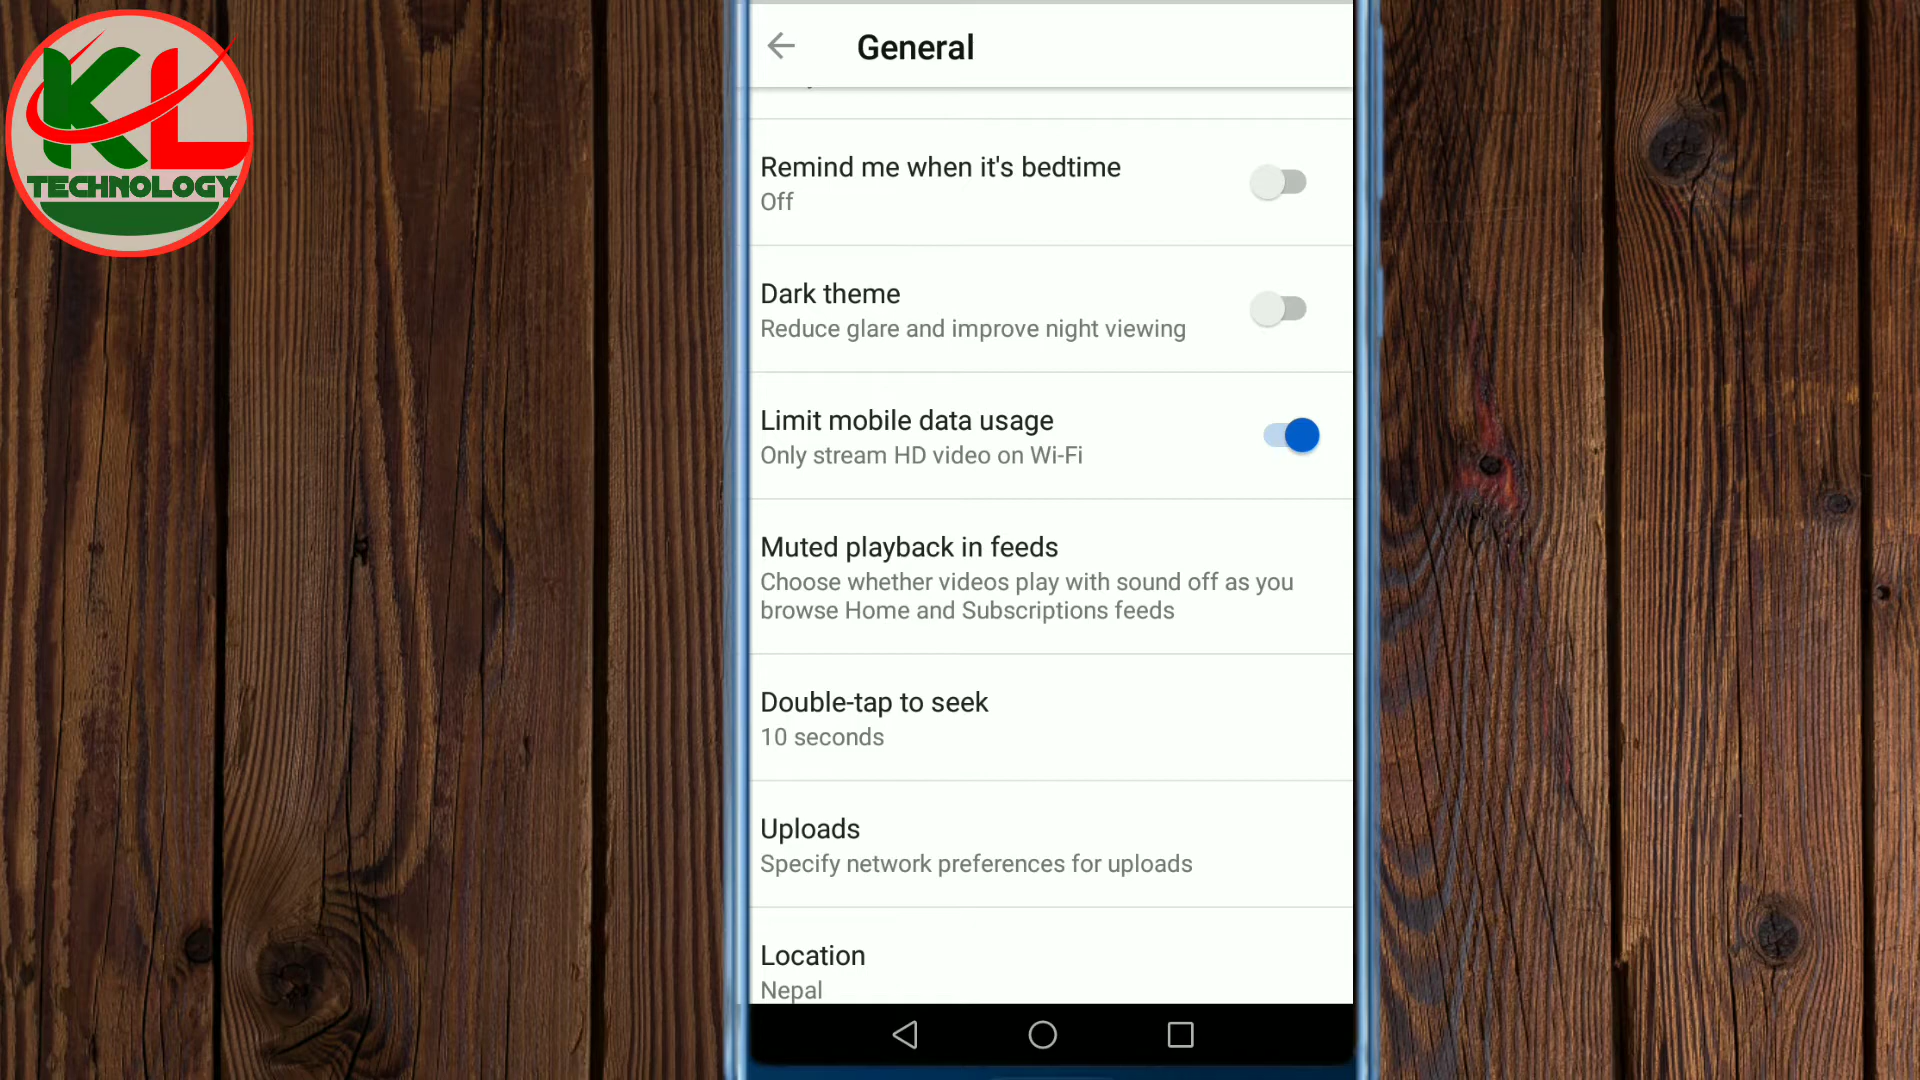 KL
TECHNOLOGY
General
Remind me when it's bedtime
Off
Dark theme
Reduce glare and improve night viewing
Limit mobile data usage
Only stream HD video on Wi-Fi
Muted playback in feeds
Choose whether videos play with sound off as you
browse Home and Subscriptions feeds
Double-tap to seek
10 seconds
Uploads
Specify network preferences for uploads
Location
Nepal